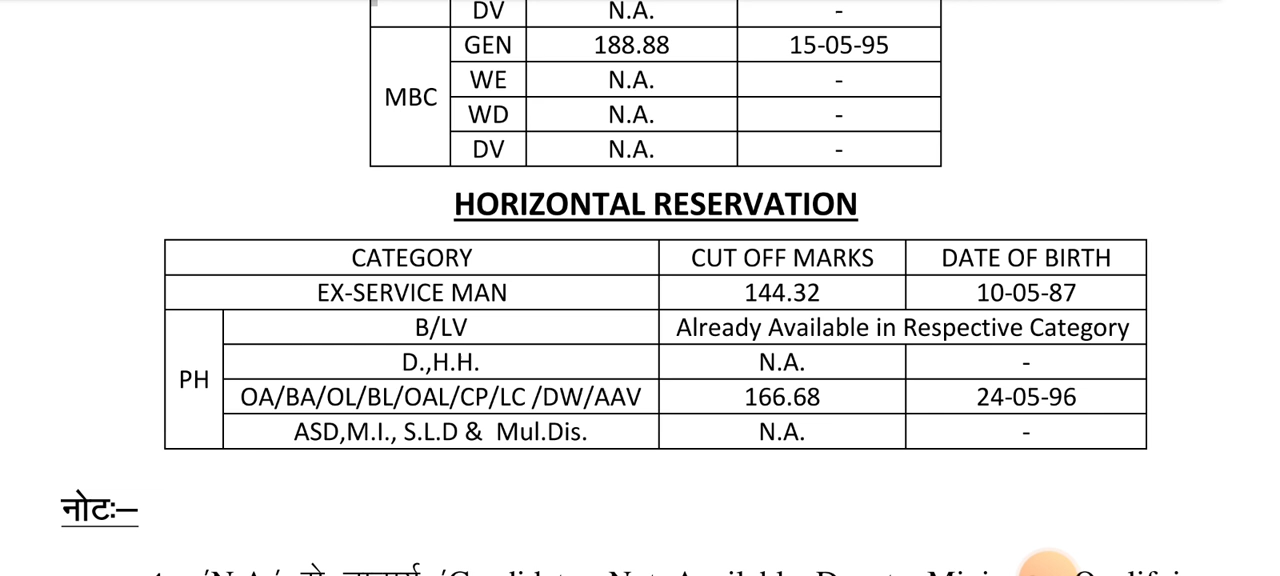 DV N.A. -
MBC GEN 188.88 15-05-95
WE N.A. -
WD N.A. -
DV N.A. -
HORIZONTAL RESERVATION
CATEGORY CUT OFF MARKS DATE OF BIRTH
EX-SERVICE MAN 144.32 10-05-87
PH B/LV Already Available in Respective Category
D.,H.H. N.A. -
OA/BA/OL/BL/OAL/CP/LC /DW/AAV 166.68 24-05-96
ASD,M.I., S.L.D & Mul.Dis. N.A. -
नोटः–